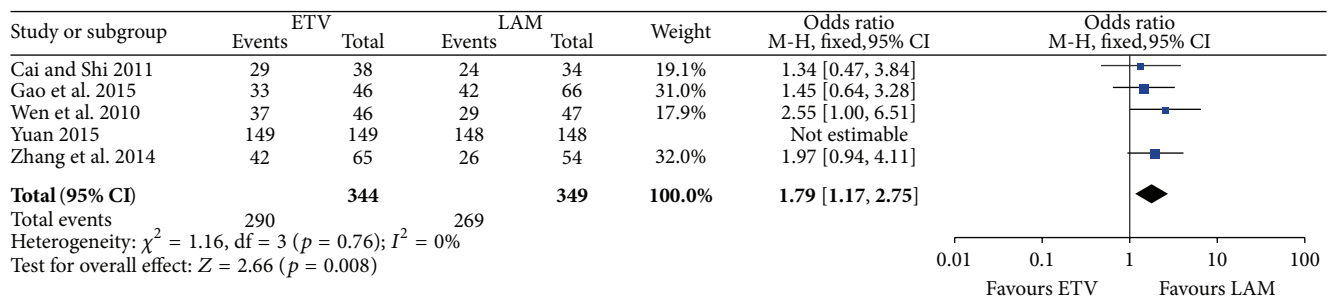 Study or subgroup ETV LAM Weight Odds ratio Odds ratio
Events Total Events Total M-H, fixed,95% CI M-H, fixed,95% CI
Cai and Shi 2011 29 38 24 34 19.1% 1.34 [0.47, 3.84]
Gao et al. 2015 33 46 42 66 31.0% 1.45 [0.64, 3.28]
Wen et al. 2010 37 46 29 47 17.9% 2.55 [1.00, 6.51]
Yuan 2015 149 149 148 148 Not estimable
Zhang et al. 2014 42 65 26 54 32.0% 1.97 [0.94, 4.11]
Total (95% CI) 344 349 100.0% 1.79 [1.17, 2.75]
Total events 290 269
Heterogeneity: χ² = 1.16, df = 3 (p = 0.76); I² = 0%
Test for overall effect: Z = 2.66 (p = 0.008)
0.01 0.1 1 10 100
Favours ETV Favours LAM